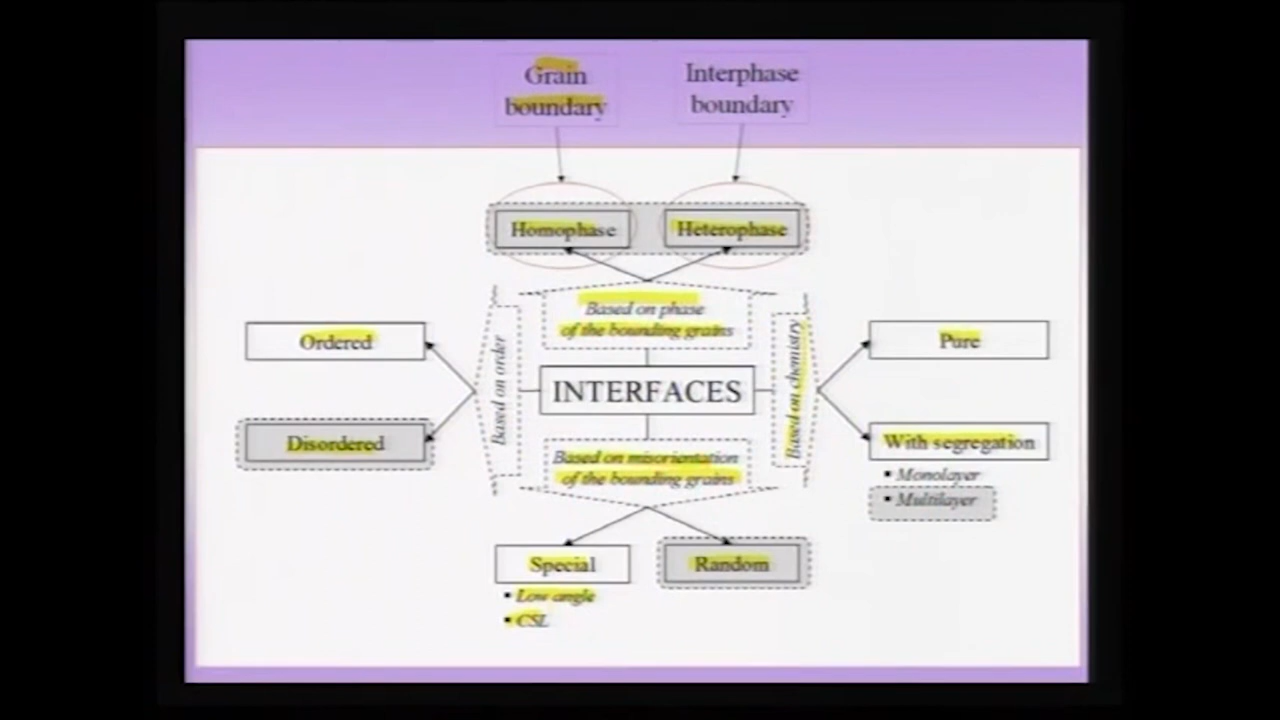 Grain
boundary
Interphase
boundary
Homophase
Heterophase
Based on phase
of the bounding grains
Ordered
Disordered
Based on order
INTERFACES
Based on chemistry
Pure
With segregation
▪ Monolayer
▪ Multilayer
Based on misorientation
of the bounding grains
Special
▪ Low angle
▪ CSL
Random